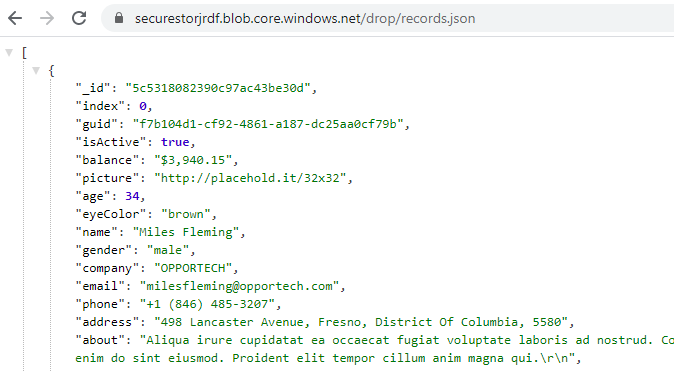 securestorjrdf.blob.core.windows.net/drop/records.json
[
{
"_id": "5c5318082390c97ac43be30d",
"index": 0,
"guid": "f7b104d1-cf92-4861-a187-dc25aa0cf79b",
"isActive": true,
"balance": "$3,940.15",
"picture": "http://placehold.it/32x32",
"age": 34,
"eyeColor": "brown",
"name": "Miles Fleming",
"gender": "male",
"company": "OPPORTECH",
"email": "milesfleming@opportech.com",
"phone": "+1 (846) 485-3207",
"address": "498 Lancaster Avenue, Fresno, District Of Columbia, 5580",
"about": "Aliqua irure cupidatat ea occaecat fugiat voluptate laboris ad nostrud. Co
enim do sint eiusmod. Proident elit tempor cillum anim magna qui.\r\n",